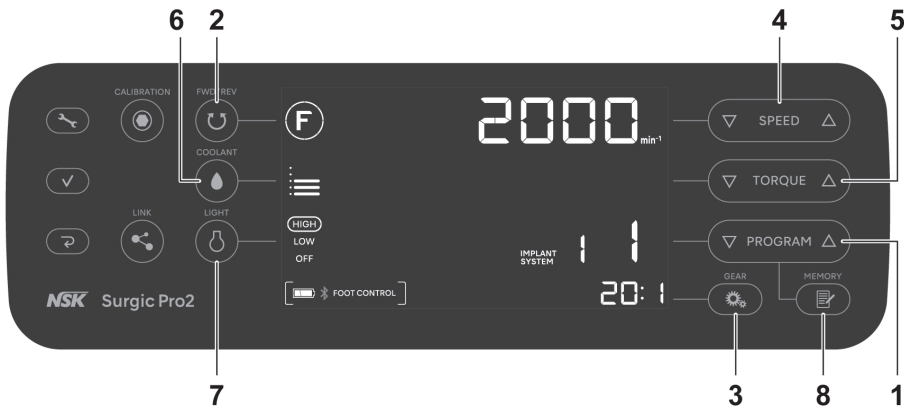 6 2 4 5
CALIBRATION FWD/REV
F 2000 min⁻¹ SPEED
COOLANT
TORQUE
LINK LIGHT
HIGH
LOW
OFF
IMPLANT SYSTEM 1 1 PROGRAM
GEAR MEMORY
NSK Surgic Pro2
FOOT CONTROL 20:1
7 3 8 1